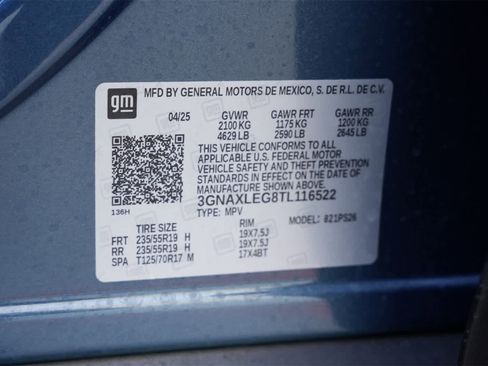 gm
MFD BY GENERAL MOTORS DE MEXICO, S. DE R.L. DE C.V.
04/25 GVWR GAWR FRT GAWR RR
2100 KG 1175 KG 1200 KG
4629 LB 2590 LB 2645 LB
THIS VEHICLE CONFORMS TO ALL
APPLICABLE U.S. FEDERAL MOTOR
VEHICLE SAFETY AND THEFT PREVENTION
STANDARDS IN EFFECT ON THE DATE OF
MANUFACTURE SHOWN ABOVE.
3GNAXLEG8TL116522
136H
TYPE: MPV MODEL: 821PS26
TIRE SIZE RIM
FRT 235/55R19 H 19X7.5J
RR 235/55R19 H 19X7.5J
SPA T125/70R17 M 17X4BT